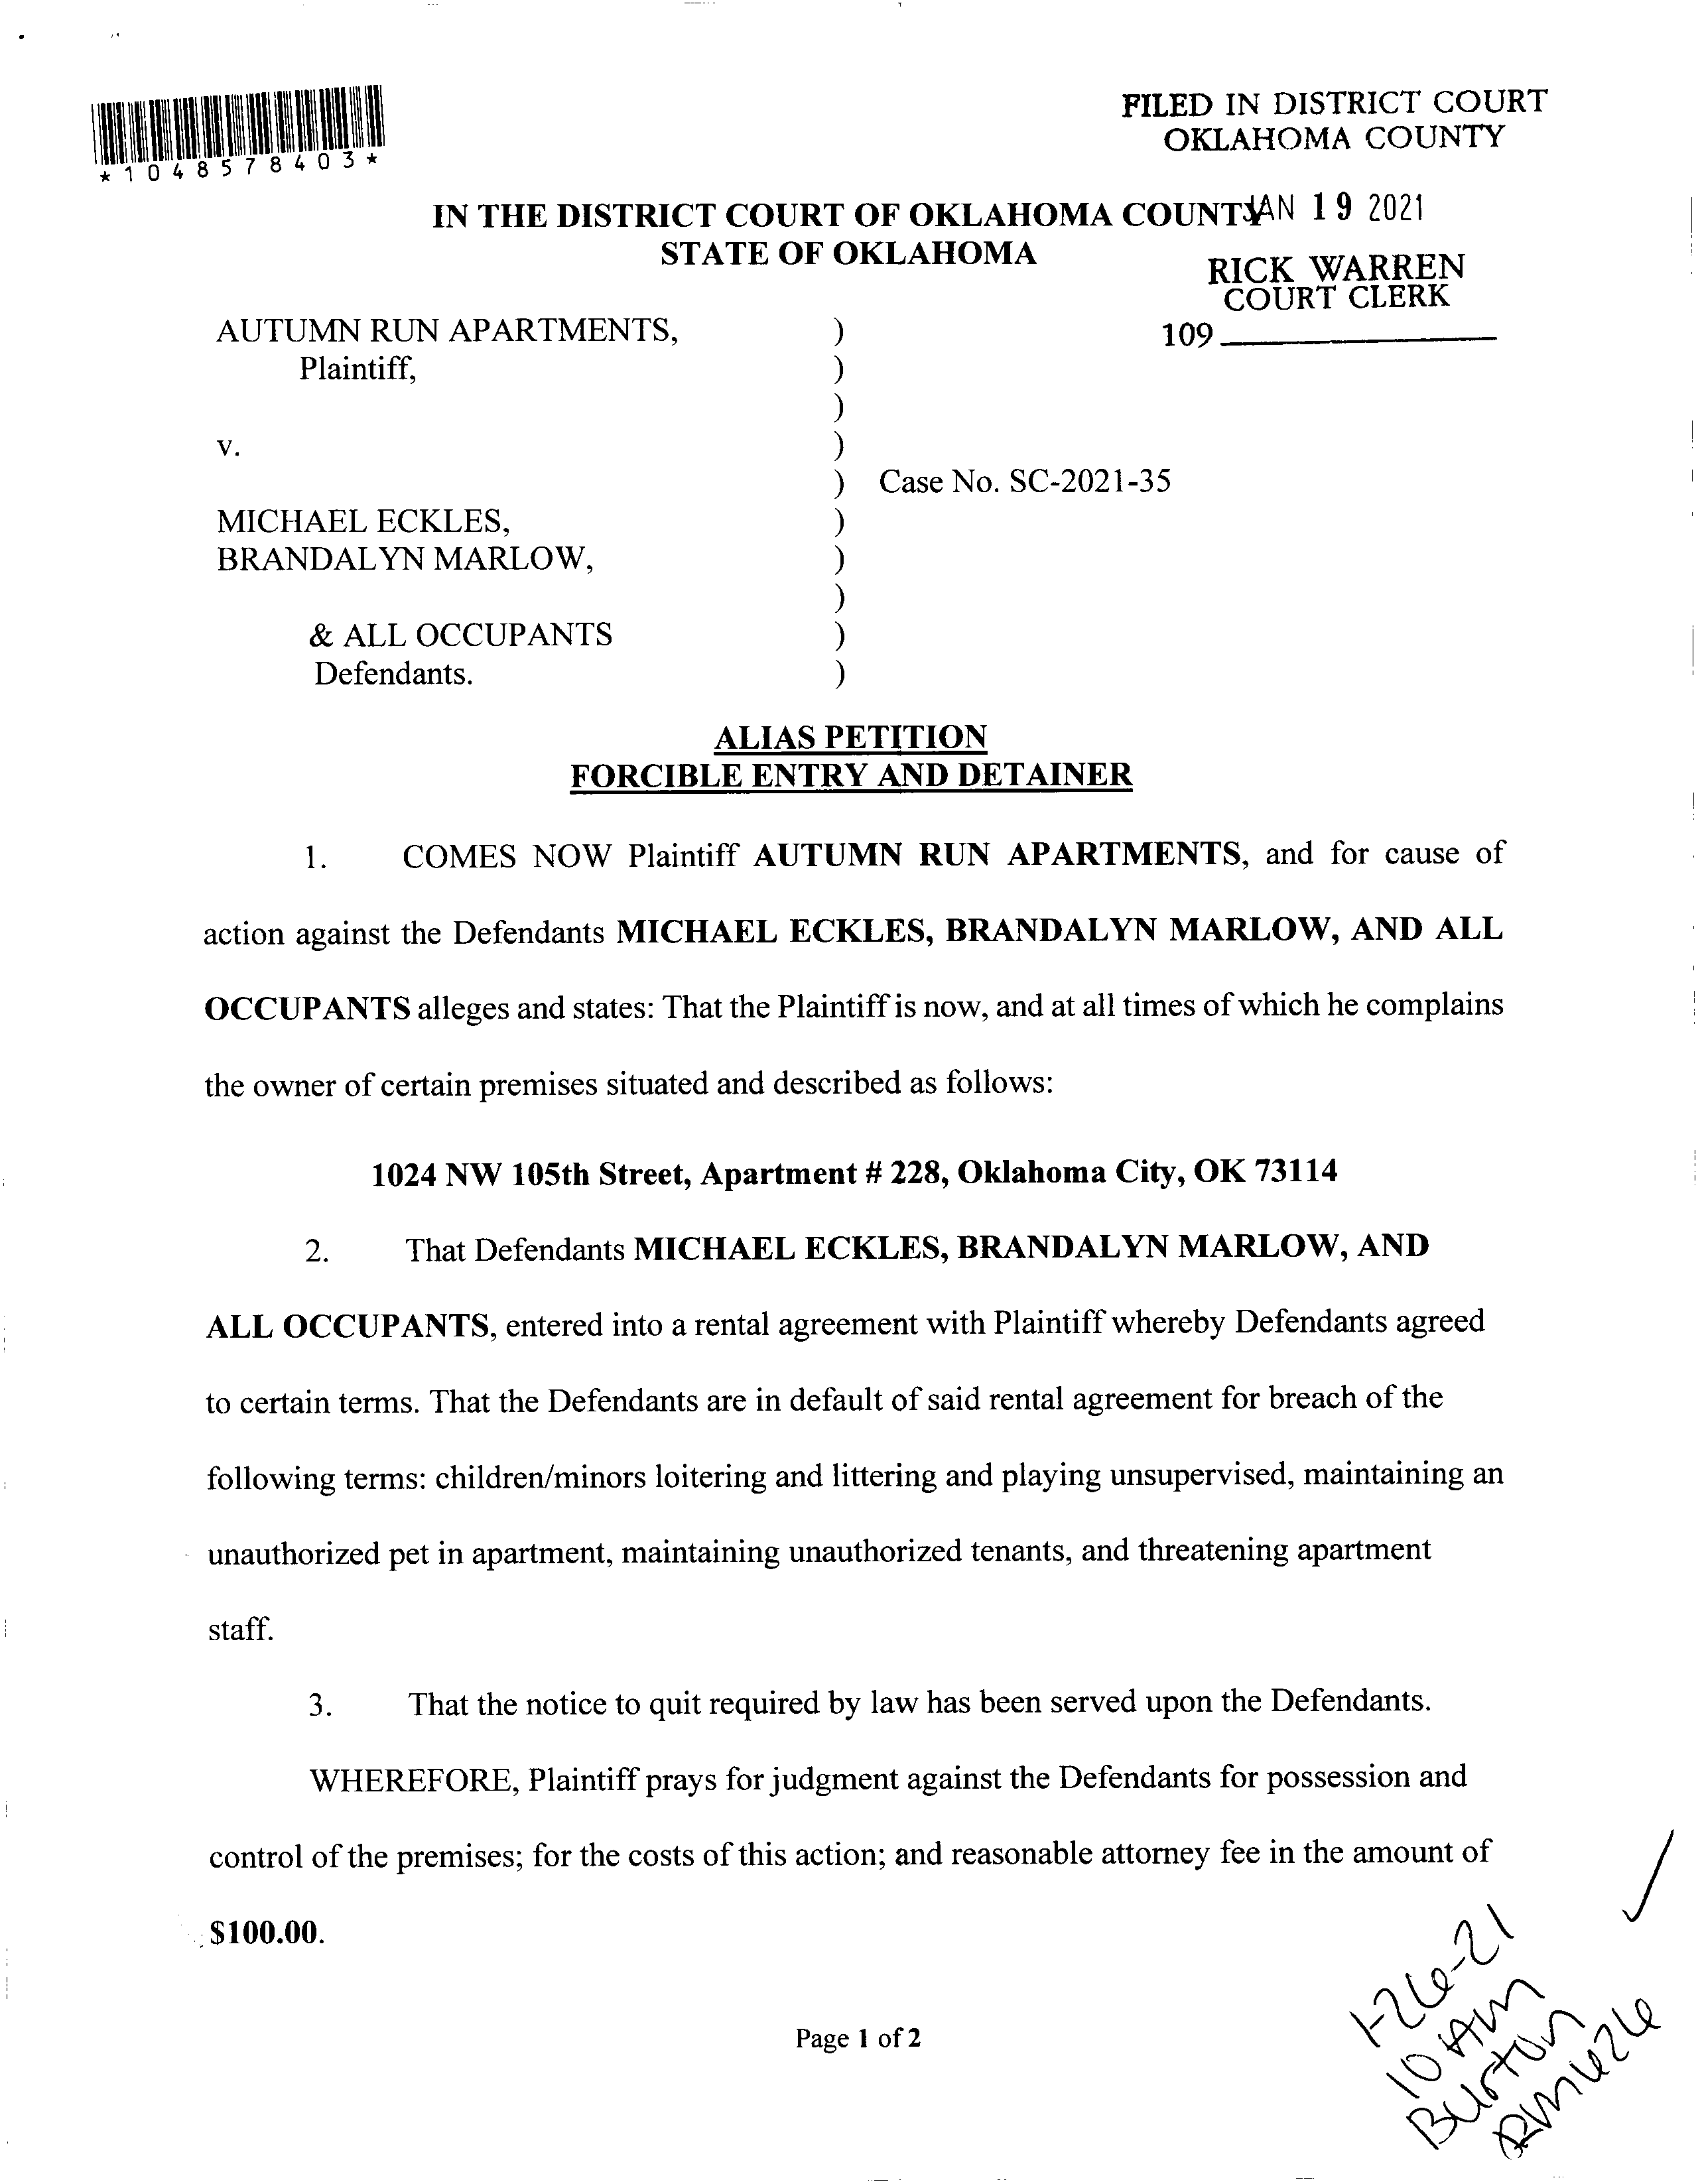 *1048578403*
FILED IN DISTRICT COURT
OKLAHOMA COUNTY
IN THE DISTRICT COURT OF OKLAHOMA COUNTY
JAN 19 2021
STATE OF OKLAHOMA
RICK WARREN
COURT CLERK
109
AUTUMN RUN APARTMENTS, )
Plaintiff, )
)
v. )
) Case No. SC-2021-35
MICHAEL ECKLES, )
BRANDALYN MARLOW, )
)
& ALL OCCUPANTS )
Defendants. )
ALIAS PETITION
FORCIBLE ENTRY AND DETAINER
1. COMES NOW Plaintiff AUTUMN RUN APARTMENTS, and for cause of
action against the Defendants MICHAEL ECKLES, BRANDALYN MARLOW, AND ALL
OCCUPANTS alleges and states: That the Plaintiff is now, and at all times of which he complains
the owner of certain premises situated and described as follows:
1024 NW 105th Street, Apartment # 228, Oklahoma City, OK 73114
2. That Defendants MICHAEL ECKLES, BRANDALYN MARLOW, AND
ALL OCCUPANTS, entered into a rental agreement with Plaintiff whereby Defendants agreed
to certain terms. That the Defendants are in default of said rental agreement for breach of the
following terms: children/minors loitering and littering and playing unsupervised, maintaining an
unauthorized pet in apartment, maintaining unauthorized tenants, and threatening apartment
staff.
3. That the notice to quit required by law has been served upon the Defendants.
WHEREFORE, Plaintiff prays for judgment against the Defendants for possession and
control of the premises; for the costs of this action; and reasonable attorney fee in the amount of
$100.00.
Page 1 of 2
1-26-21
10 AM
Burton
Rm 626